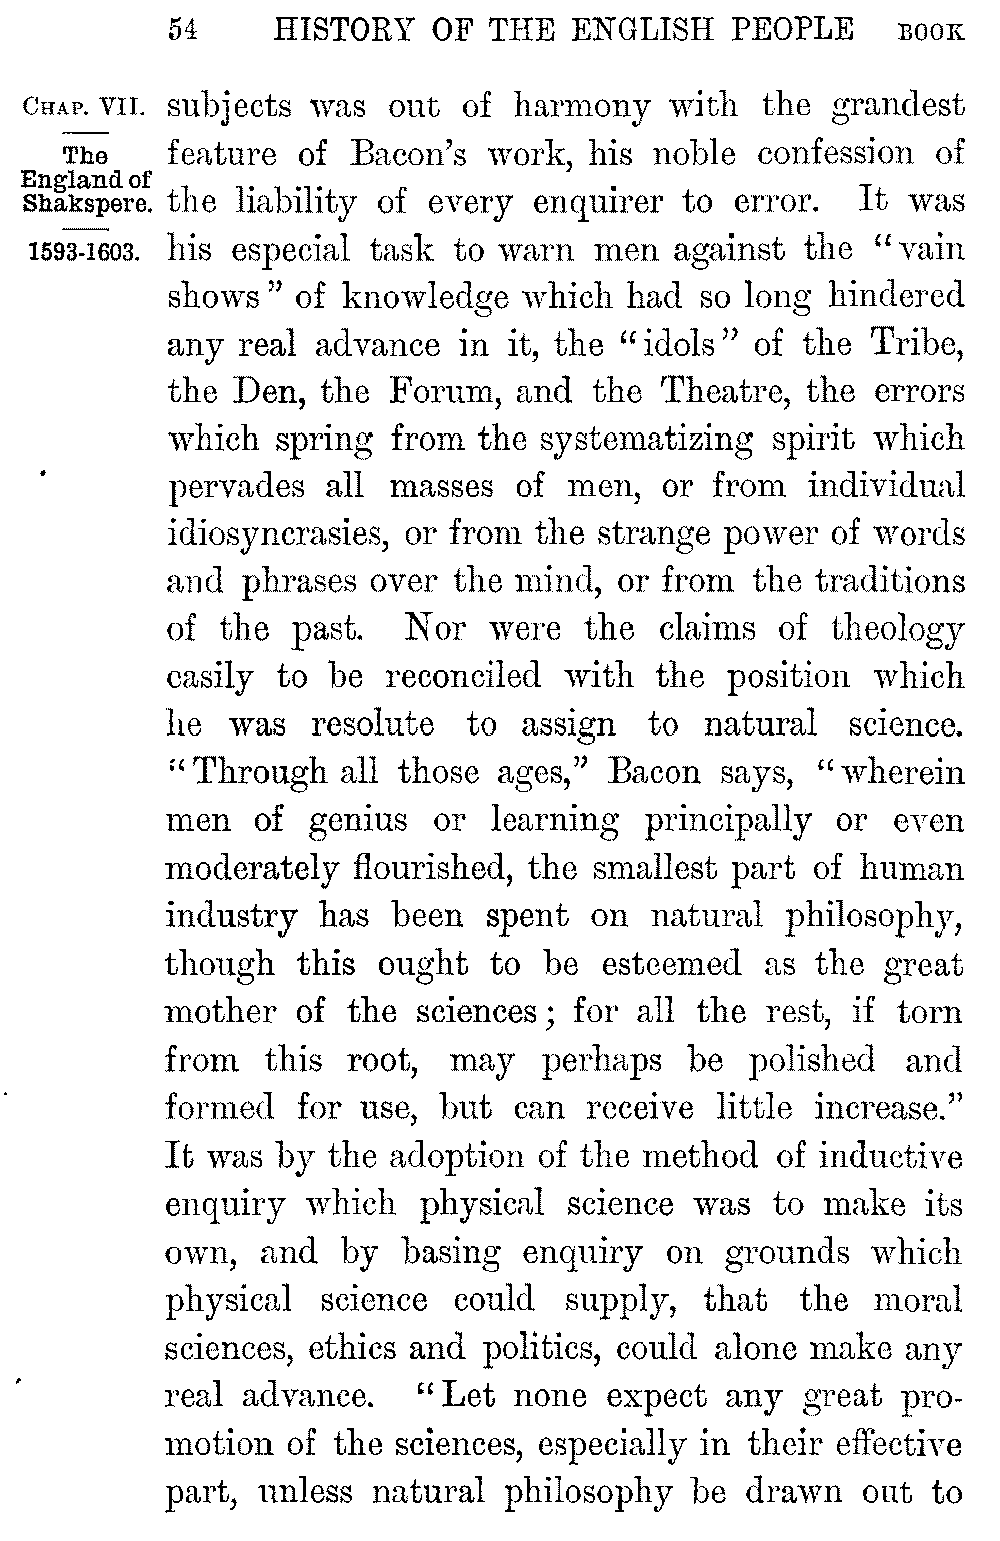 54 HISTORY OF THE ENGLISH PEOPLE BOOK
CHAP. VII.
The
England of
Shakspere.
1593-1603.
subjects was out of harmony with the grandest
feature of Bacon's work, his noble confession of
the liability of every enquirer to error. It was
his especial task to warn men against the "vain
shows" of knowledge which had so long hindered
any real advance in it, the "idols" of the Tribe,
the Den, the Forum, and the Theatre, the errors
which spring from the systematizing spirit which
pervades all masses of men, or from individual
idiosyncrasies, or from the strange power of words
and phrases over the mind, or from the traditions
of the past. Nor were the claims of theology
easily to be reconciled with the position which
he was resolute to assign to natural science.
"Through all those ages," Bacon says, "wherein
men of genius or learning principally or even
moderately flourished, the smallest part of human
industry has been spent on natural philosophy,
though this ought to be esteemed as the great
mother of the sciences; for all the rest, if torn
from this root, may perhaps be polished and
formed for use, but can receive little increase."
It was by the adoption of the method of inductive
enquiry which physical science was to make its
own, and by basing enquiry on grounds which
physical science could supply, that the moral
sciences, ethics and politics, could alone make any
real advance. "Let none expect any great pro-
motion of the sciences, especially in their effective
part, unless natural philosophy be drawn out to